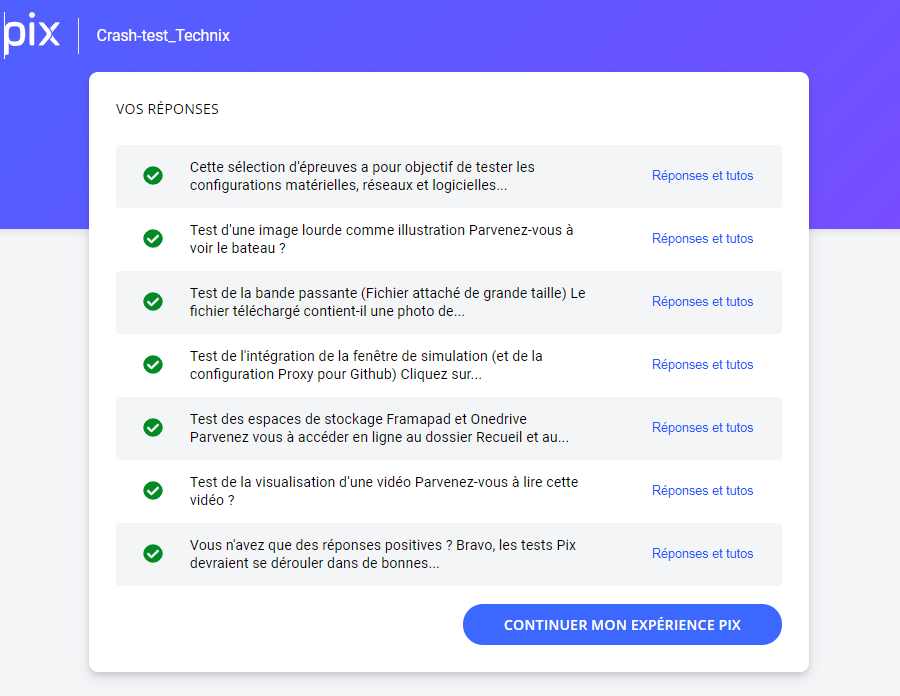 pix
Crash-test_Technix
VOS RÉPONSES
Cette sélection d'épreuves a pour objectif de tester les
configurations matérielles, réseaux et logicielles...
Réponses et tutos
Test d'une image lourde comme illustration Parvenez-vous à
voir le bateau ?
Réponses et tutos
Test de la bande passante (Fichier attaché de grande taille) Le
fichier téléchargé contient-il une photo de...
Réponses et tutos
Test de l'intégration de la fenêtre de simulation (et de la
configuration Proxy pour Github) Cliquez sur...
Réponses et tutos
Test des espaces de stockage Framapad et Onedrive
Parvenez vous à accéder en ligne au dossier Recueil et au...
Réponses et tutos
Test de la visualisation d'une vidéo Parvenez-vous à lire cette
vidéo ?
Réponses et tutos
Vous n'avez que des réponses positives ? Bravo, les tests Pix
devraient se dérouler dans de bonnes...
Réponses et tutos
CONTINUER MON EXPÉRIENCE PIX